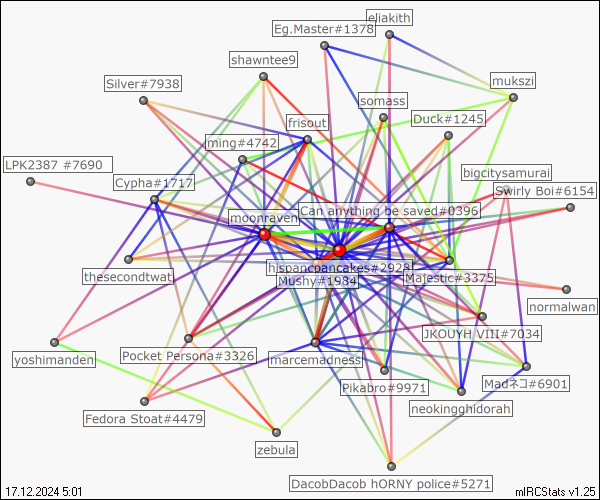 eliakith
Eg.Master#1378
shawntee9
mukszi
Silver#7938
somass
Duck#1245
frisout
ming#4742
LPK2387 #7690
bigcitysamurai
Cypha#1717
Swirly Boi#6154
moonraven
Can anything be saved#0396
hispancpancakes#2928
thesecondtwat
Mushy#1984
Majestic#3375
normalwan
JKOUYH VIII#7034
yoshimanden
Pocket Persona#3326
marcemadness
Pikabro#9971
Madネコ#6901
neokingghidorah
Fedora Stoat#4479
zebula
DacobDacob hORNY police#5271
17.12.2024 5:01
mIRCStats v1.25